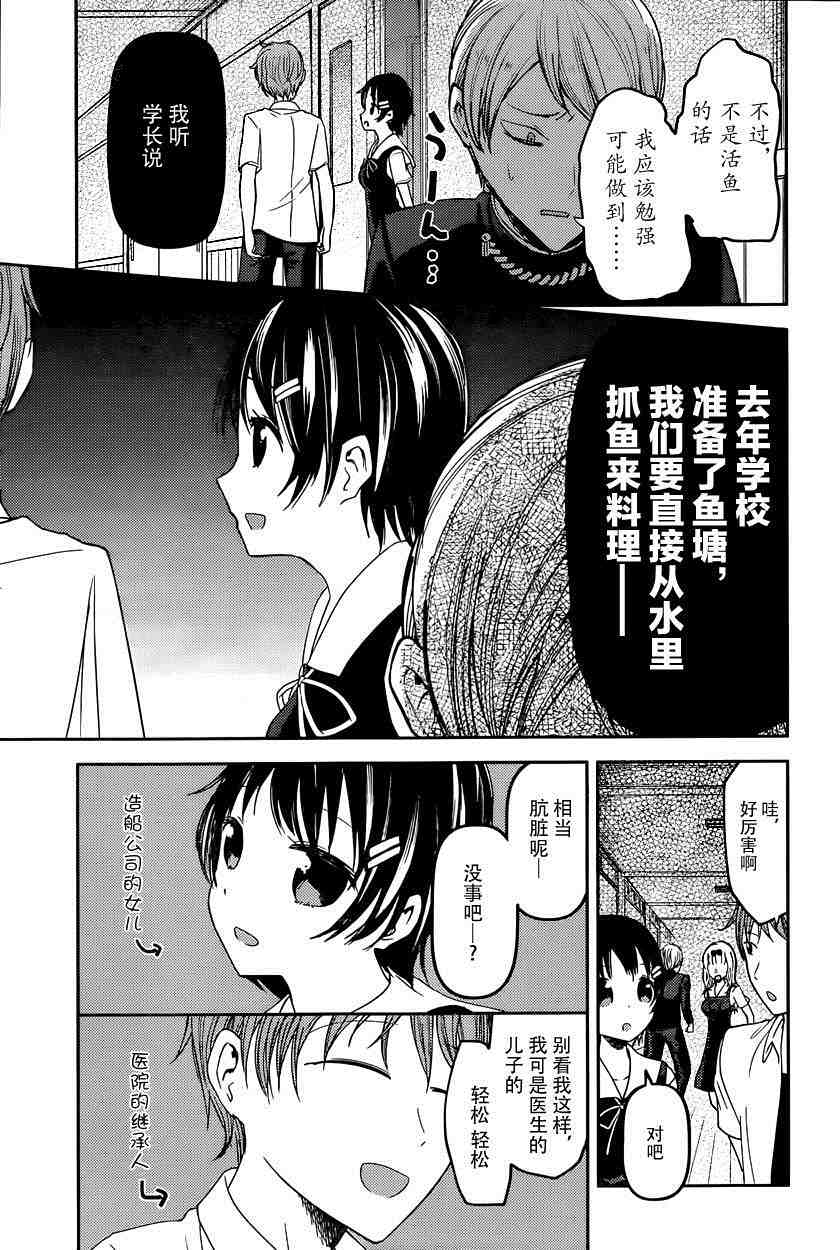 不过，
不是活鱼
的话
我应该勉强
可能做到……
うーん…
我听
学长说
去年学校
准备了鱼塘，
我们要直接从水里
抓鱼来料理——
哇，
好厉害啊
对吧
相当
肮脏呢—
没事吧—？
造船公司的女儿
别看我这样，
我可是医生的
儿子的
轻松 轻松
医院的继承人